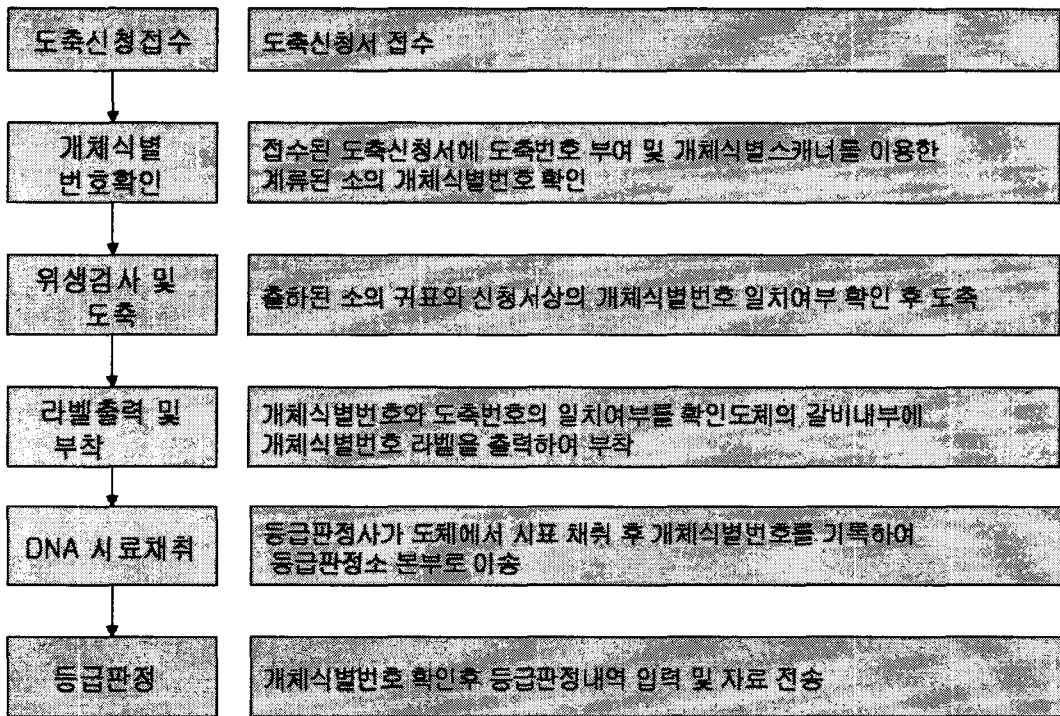 도축신청접수
도축신청서 접수
개체식별
번호확인
접수된 도축신청서에 도축번호 부여 및 개체식별스캐너를 이용한
계류된 소의 개체식별번호 확인
위생검사 및
도축
출하된 소의 귀표와 신청서상의 개체식별번호 일치여부 확인 후 도축
라벨출력 및
부착
개체식별번호와 도축번호의 일치여부를 확인도체의 갈비내부에
개체식별번호 라벨을 출력하여 부착
DNA 시료채취
등급판정사가 도체에서 시표 채취 후 개체식별번호를 기록하여
등급판정소 본부로 이송
등급판정
개체식별번호 확인후 등급판정내역 입력 및 자료 전송